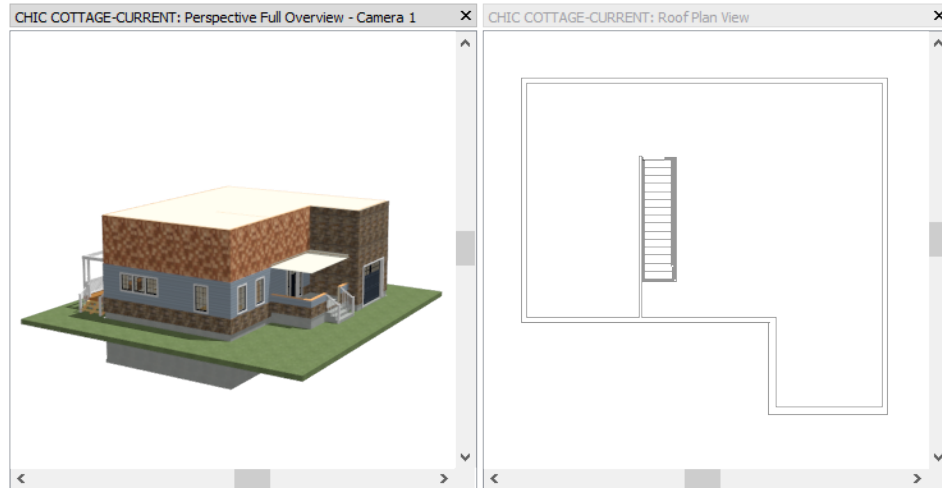 CHIC COTTAGE-CURRENT: Perspective Full Overview - Camera 1
CHIC COTTAGE-CURRENT: Roof Plan View